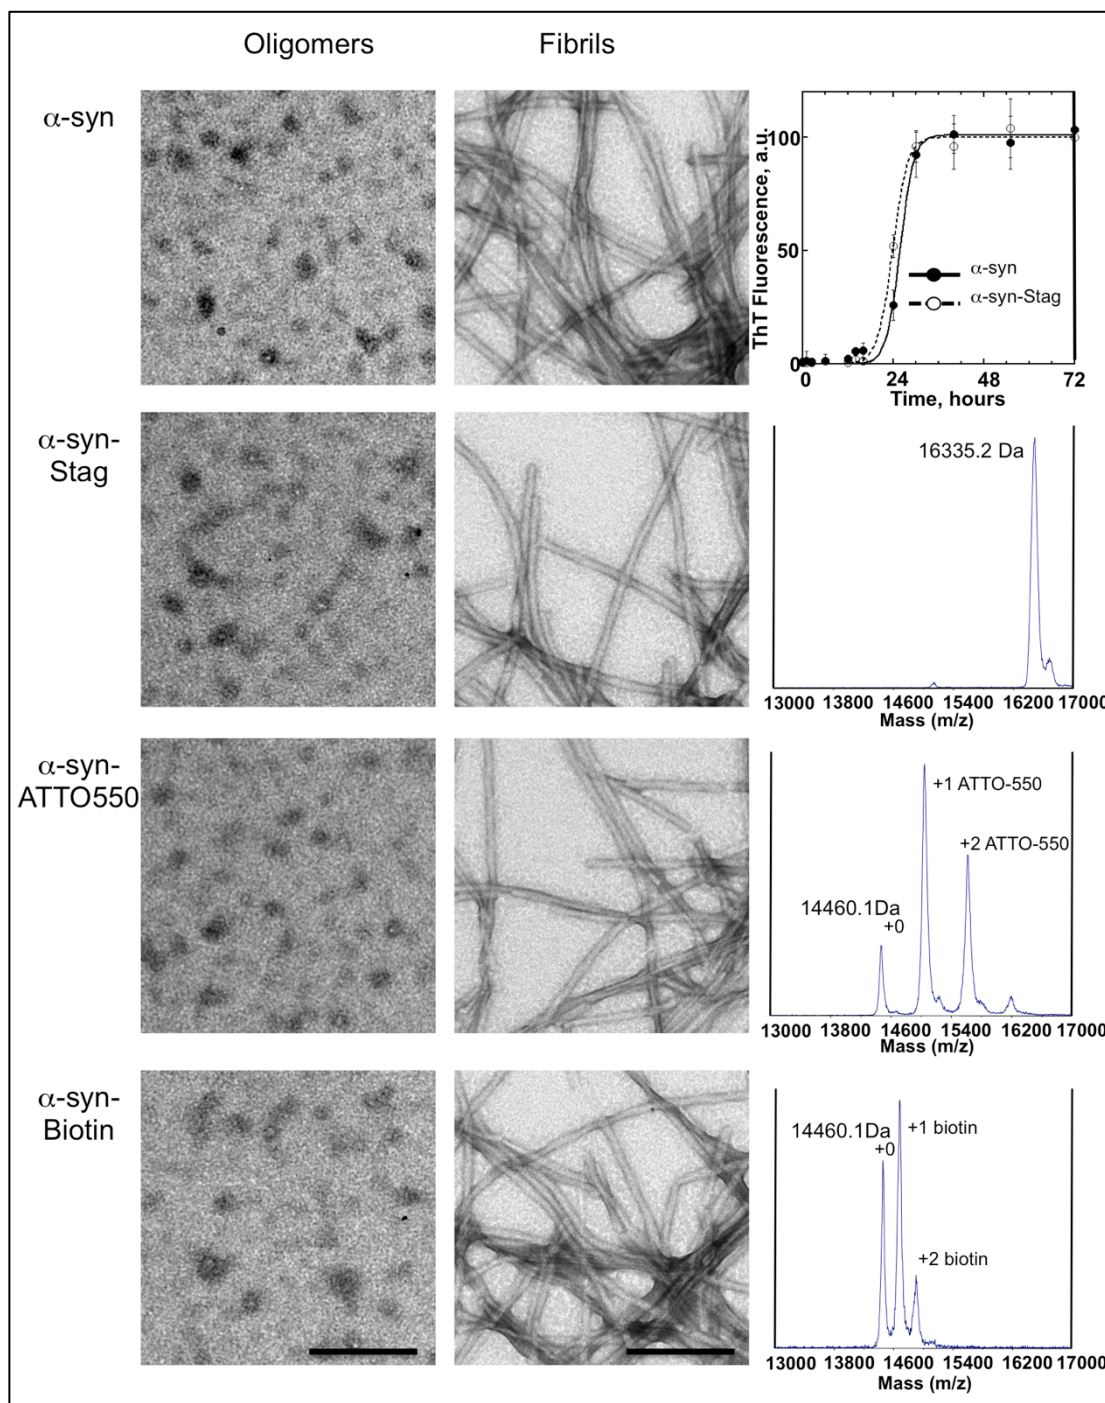 Oligomers
Fibrils
α-syn
100
50
0
ThT Fluorescence, a.u.
α-syn
α-syn-Stag
0 24 48 72
Time, hours
α-syn-
Stag
16335.2 Da
13000 13800 14600 15400 16200 17000
Mass (m/z)
α-syn-
ATTO550
+1 ATTO-550
+2 ATTO-550
14460.1Da
+0
13000 13800 14600 15400 16200 17000
Mass (m/z)
α-syn-
Biotin
14460.1Da
+0
+1 biotin
+2 biotin
13000 13800 14600 15400 16200 17000
Mass (m/z)